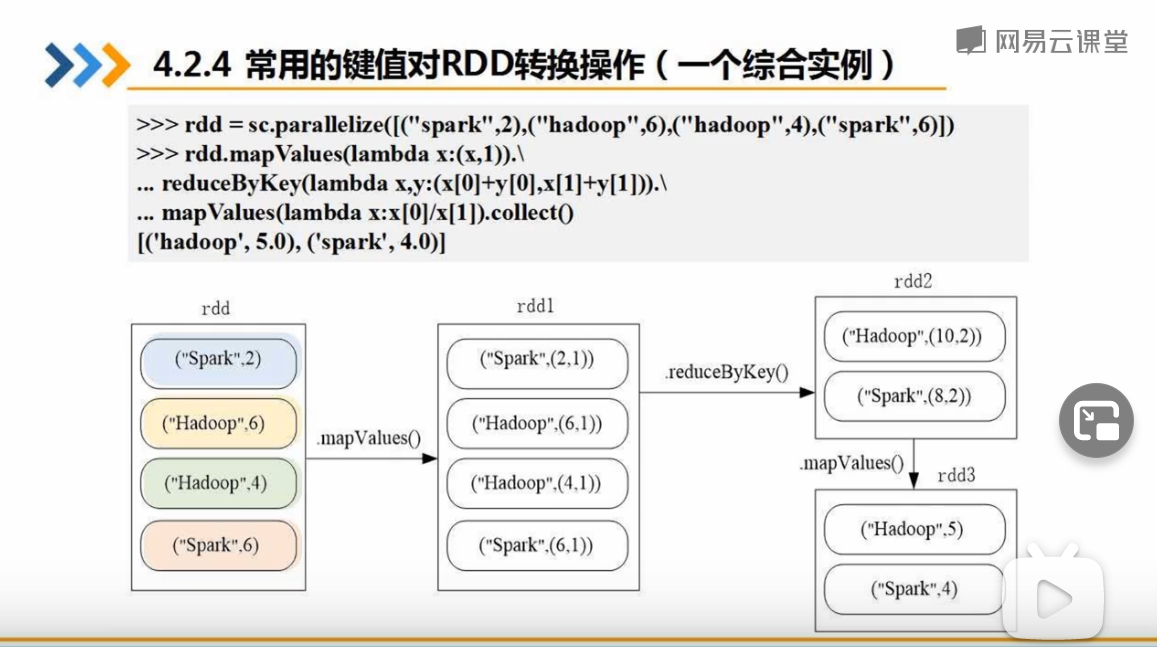 4.2.4 常用的键值对RDD转换操作（一个综合实例）
网易云课堂
>>> rdd = sc.parallelize([("spark",2),("hadoop",6),("hadoop",4),("spark",6)])
>>> rdd.mapValues(lambda x:(x,1)).\
... reduceByKey(lambda x,y:(x[0]+y[0],x[1]+y[1])).\
... mapValues(lambda x:x[0]/x[1]).collect()
[('hadoop', 5.0), ('spark', 4.0)]
rdd
("Spark",2)
("Hadoop",6)
("Hadoop",4)
("Spark",6)
.mapValues()
rdd1
("Spark",(2,1))
("Hadoop",(6,1))
("Hadoop",(4,1))
("Spark",(6,1))
.reduceByKey()
rdd2
("Hadoop",(10,2))
("Spark",(8,2))
.mapValues()
rdd3
("Hadoop",5)
("Spark",4)